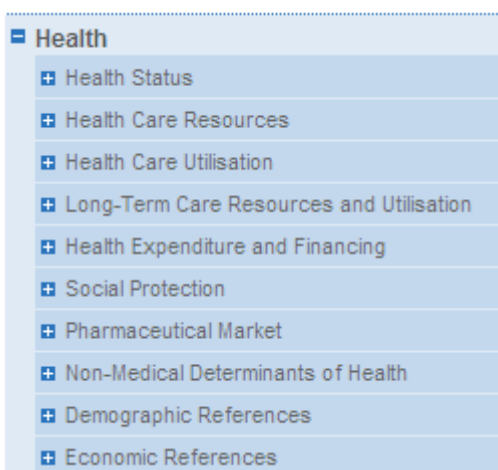 Health
Health Status
Health Care Resources
Health Care Utilisation
Long-Term Care Resources and Utilisation
Health Expenditure and Financing
Social Protection
Pharmaceutical Market
Non-Medical Determinants of Health
Demographic References
Economic References